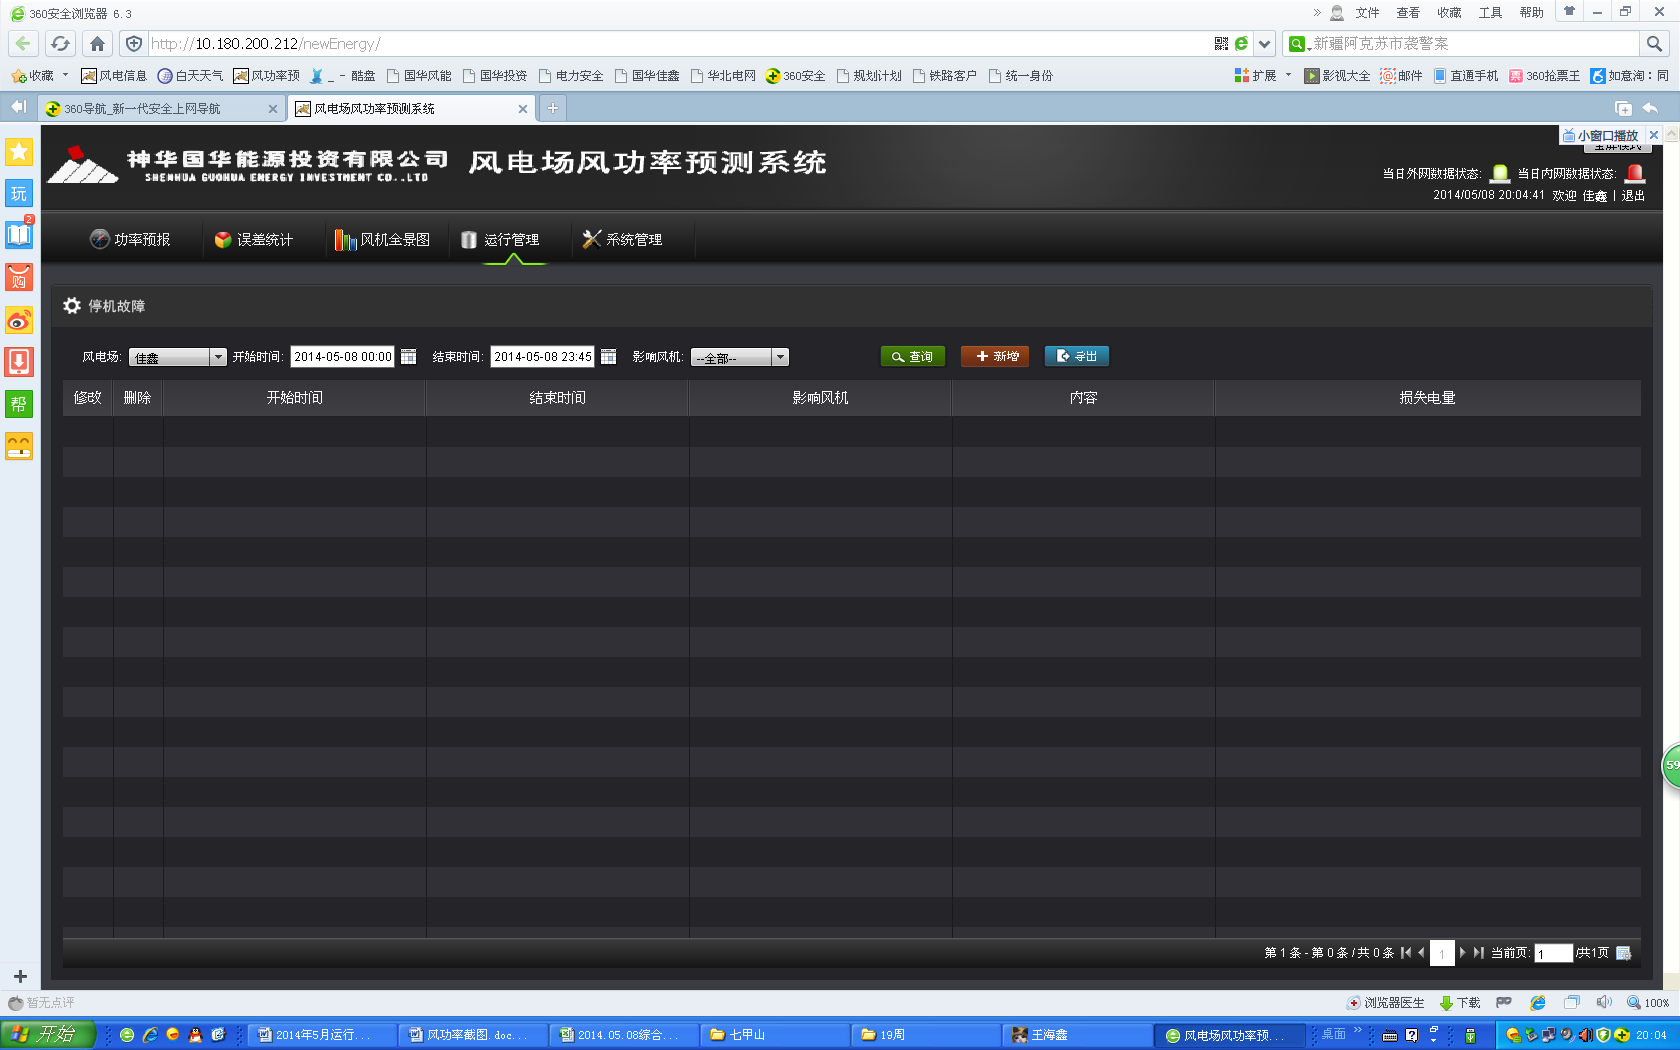 360安全浏览器 6.3
» 文件 查看 收藏 工具 帮助
http://10.180.200.212/newEnergy/
新疆阿克苏市袭警案
收藏 风电信息 白天天气 风功率预 _ - 酷盘 国华风能 国华投资 电力安全 国华佳鑫 华北电网 360安全 规划计划 铁路客户 统一身份 扩展 影视大全 邮件 直通手机 360抢票王 如意淘：同
360导航_新一代安全上网导航 风电场风功率预测系统
小窗口播放
全屏模式
神华国华能源投资有限公司 风电场风功率预测系统
SHENHUA GUOHUA ENERGY INVESTMENT CO.,LTD
当日外网数据状态: 当日内网数据状态:
2014/05/08 20:04:41 欢迎 佳鑫 | 退出
玩
2
购
帮
功率预报 误差统计 风机全景图 运行管理 系统管理
停机故障
风电场: 佳鑫 开始时间: 2014-05-08 00:00 结束时间: 2014-05-08 23:45 影响风机: --全部-- 查询 新增 导出
修改 删除 开始时间 结束时间 影响风机 内容 损失电量
59
第 1 条 - 第 0 条 / 共 0 条 1 当前页: 1 /共1页
暂无点评
浏览器医生 下载 100%
开始 2014年5月运行... 风功率截图.doc... 2014.05.08综合... 七甲山 19周 王海鑫 风电场风功率预... 桌面 » 20:04